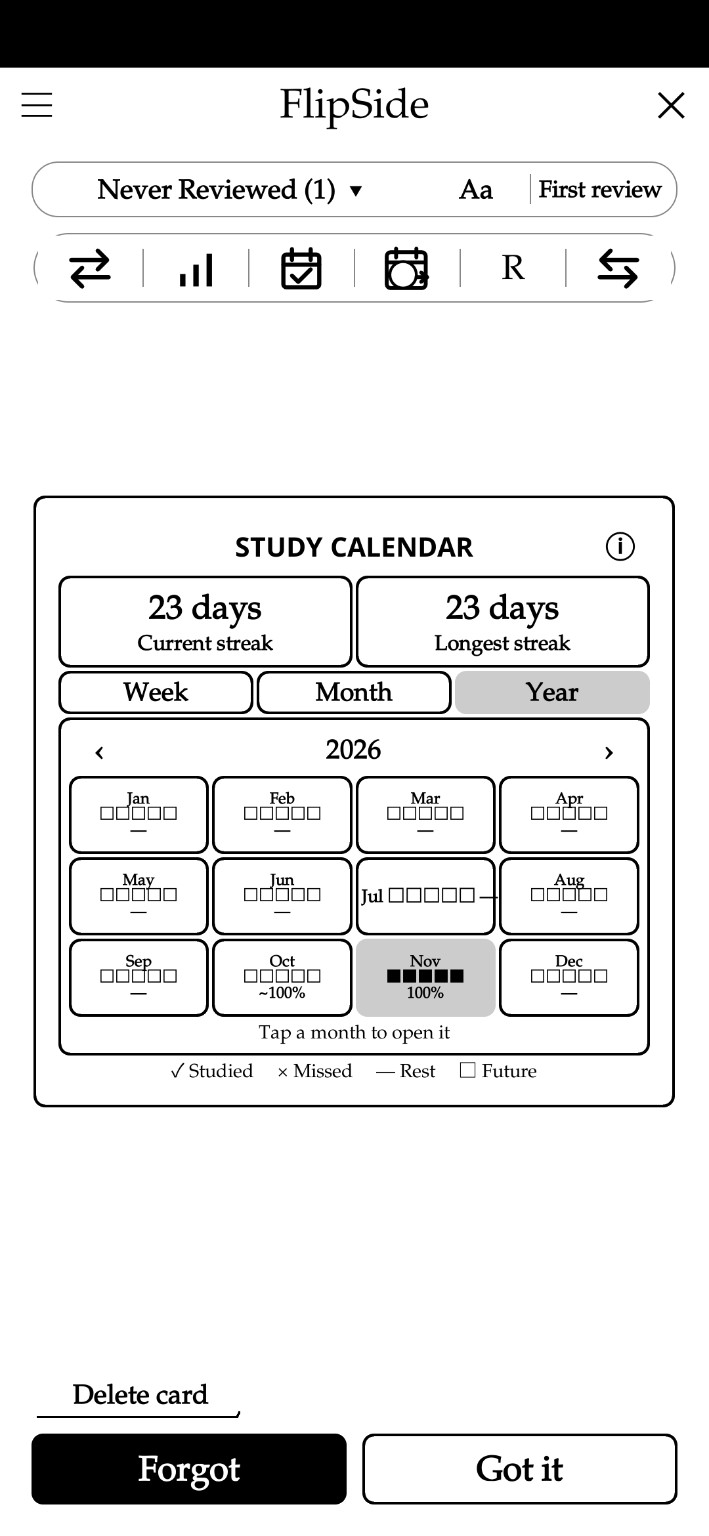 FlipSide
Never Reviewed (1) ▼ Aa First review
R
STUDY CALENDAR
23 days 23 days
Current streak Longest streak
Week Month Year
‹ 2026 ›
Jan Feb Mar Apr
□□□□□ □□□□□ □□□□□ □□□□□
— — — —
May Jun Jul □□□□□ — Aug
□□□□□ □□□□□ □□□□□
— — —
Sep Oct Nov Dec
□□□□□ □□□□□ ■■■■■ □□□□□
— ~100% 100% —
Tap a month to open it
✓ Studied × Missed — Rest □ Future
Delete card
Forgot Got it